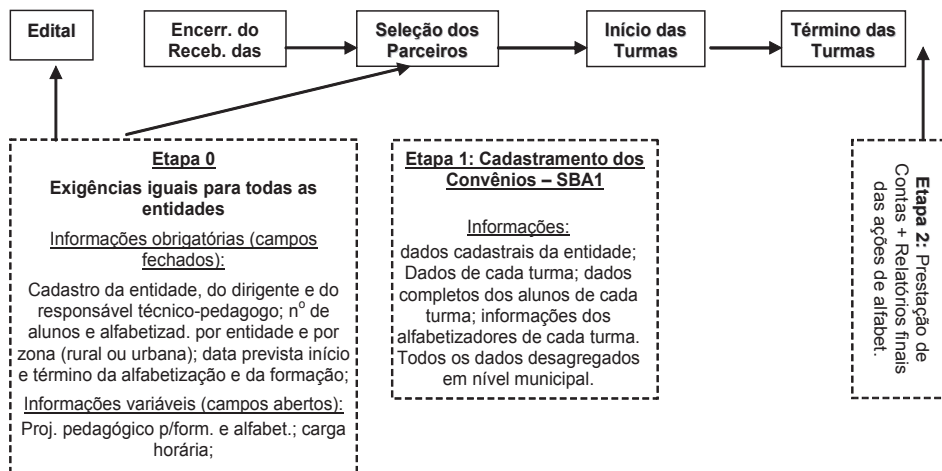 Edital
Encerr. do
Receb. das
Seleção dos
Parceiros
Início das
Turmas
Término das
Turmas
Etapa 0
Exigências iguais para todas as
entidades
Informações obrigatórias (campos
fechados):
Cadastro da entidade, do dirigente e do
responsável técnico-pedagogo; nº de
alunos e alfabetizad. por entidade e por
zona (rural ou urbana); data prevista início
e término da alfabetização e da formação;
Informações variáveis (campos abertos):
Proj. pedagógico p/form. e alfabet.; carga
horária;
Etapa 1: Cadastramento dos
Convênios – SBA1
Informações:
dados cadastrais da entidade;
Dados de cada turma; dados
completos dos alunos de cada
turma; informações dos
alfabetizadores de cada turma.
Todos os dados desagregados
em nível municipal.
Etapa 2: Prestação de
Contas + Relatórios finais
das ações de alfabet.